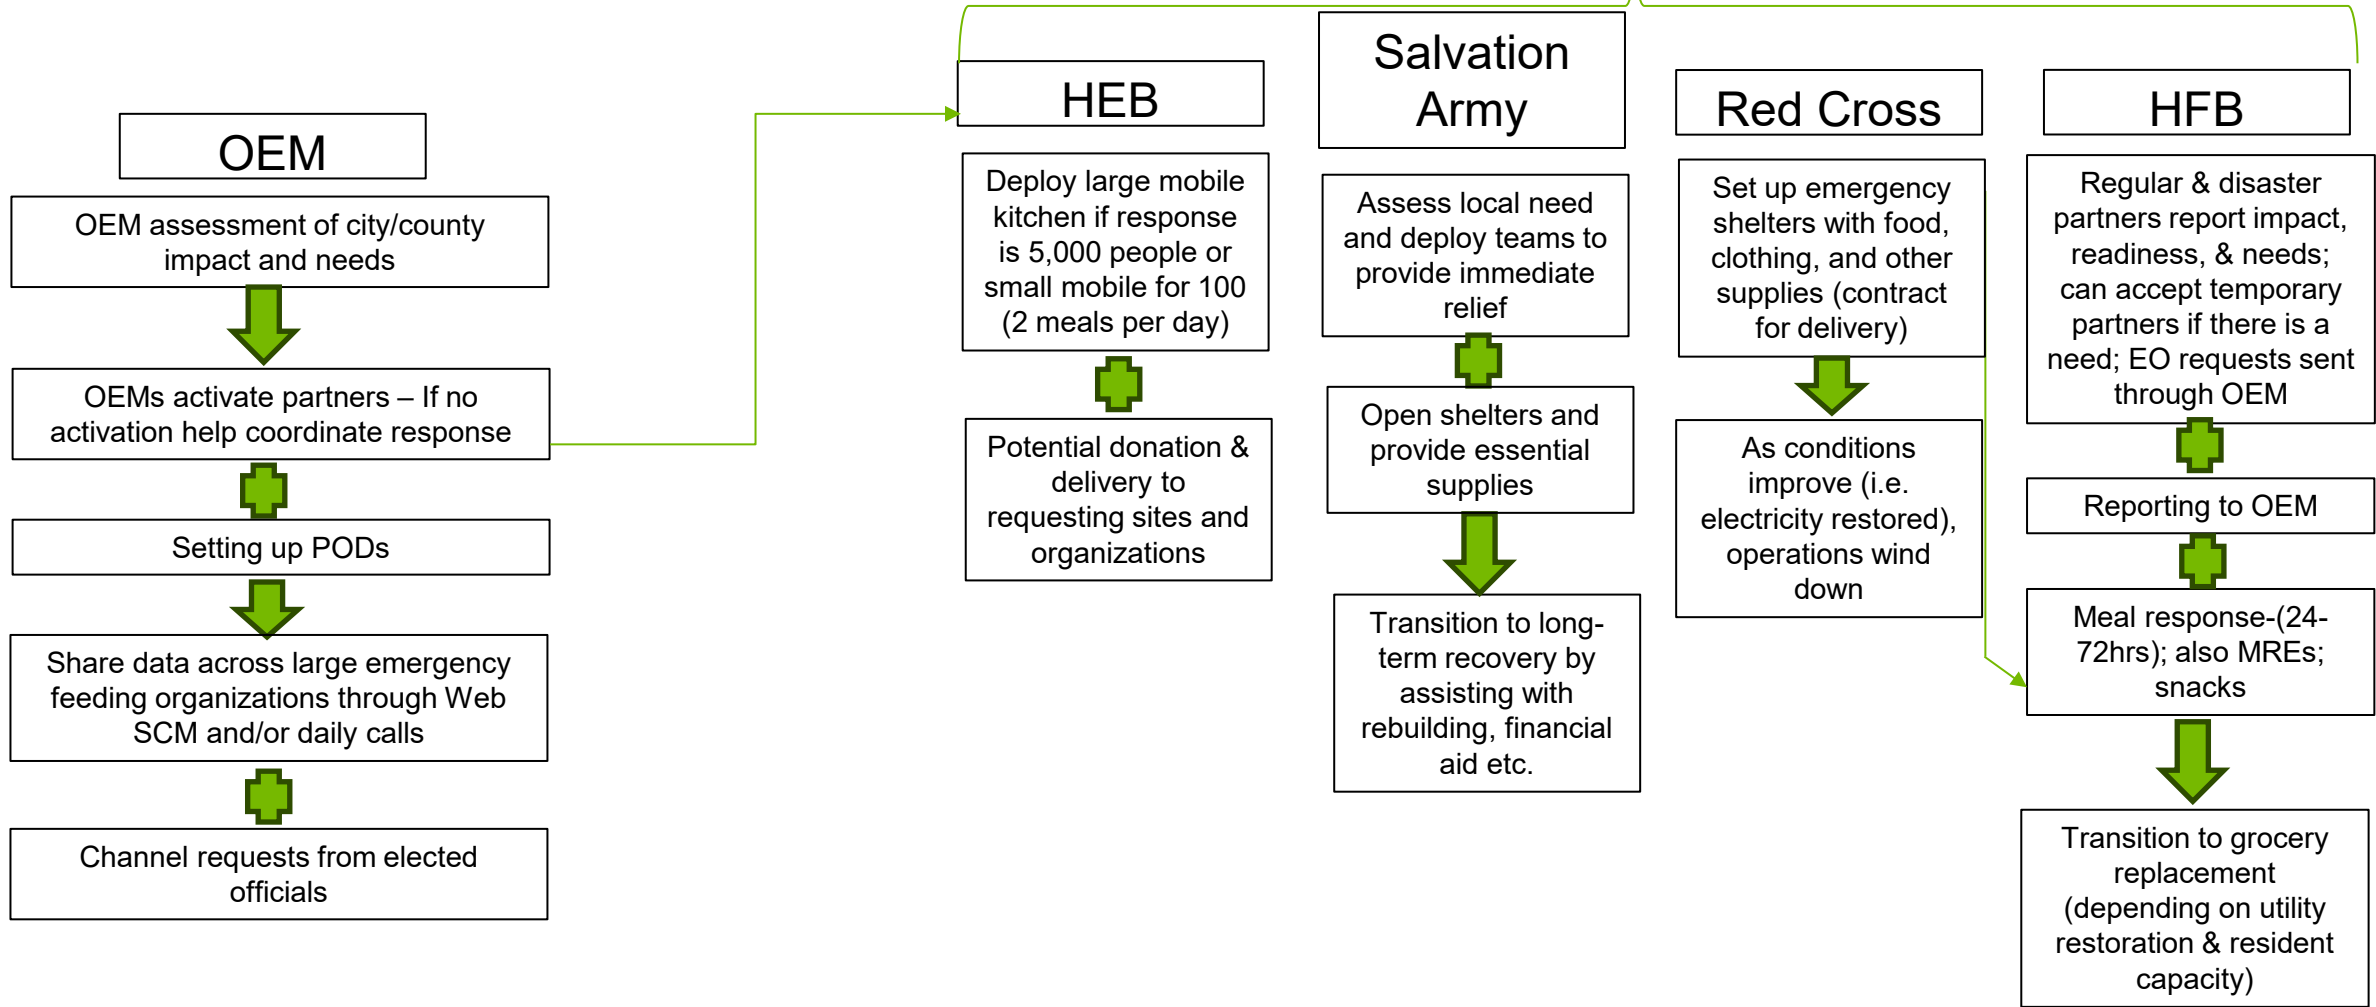 OEM
OEM assessment of city/county
impact and needs
OEMs activate partners – If no
activation help coordinate response
Setting up PODs
Share data across large emergency
feeding organizations through Web
SCM and/or daily calls
Channel requests from elected
officials
HEB
Deploy large mobile
kitchen if response
is 5,000 people or
small mobile for 100
(2 meals per day)
Potential donation &
delivery to
requesting sites and
organizations
Salvation
Army
Assess local need
and deploy teams to
provide immediate
relief
Open shelters and
provide essential
supplies
Transition to long-
term recovery by
assisting with
rebuilding, financial
aid etc.
Red Cross
Set up emergency
shelters with food,
clothing, and other
supplies (contract
for delivery)
As conditions
improve (i.e.
electricity restored),
operations wind
down
HFB
Regular & disaster
partners report impact,
readiness, & needs;
can accept temporary
partners if there is a
need; EO requests sent
through OEM
Reporting to OEM
Meal response-(24-
72hrs); also MREs;
snacks
Transition to grocery
replacement
(depending on utility
restoration & resident
capacity)